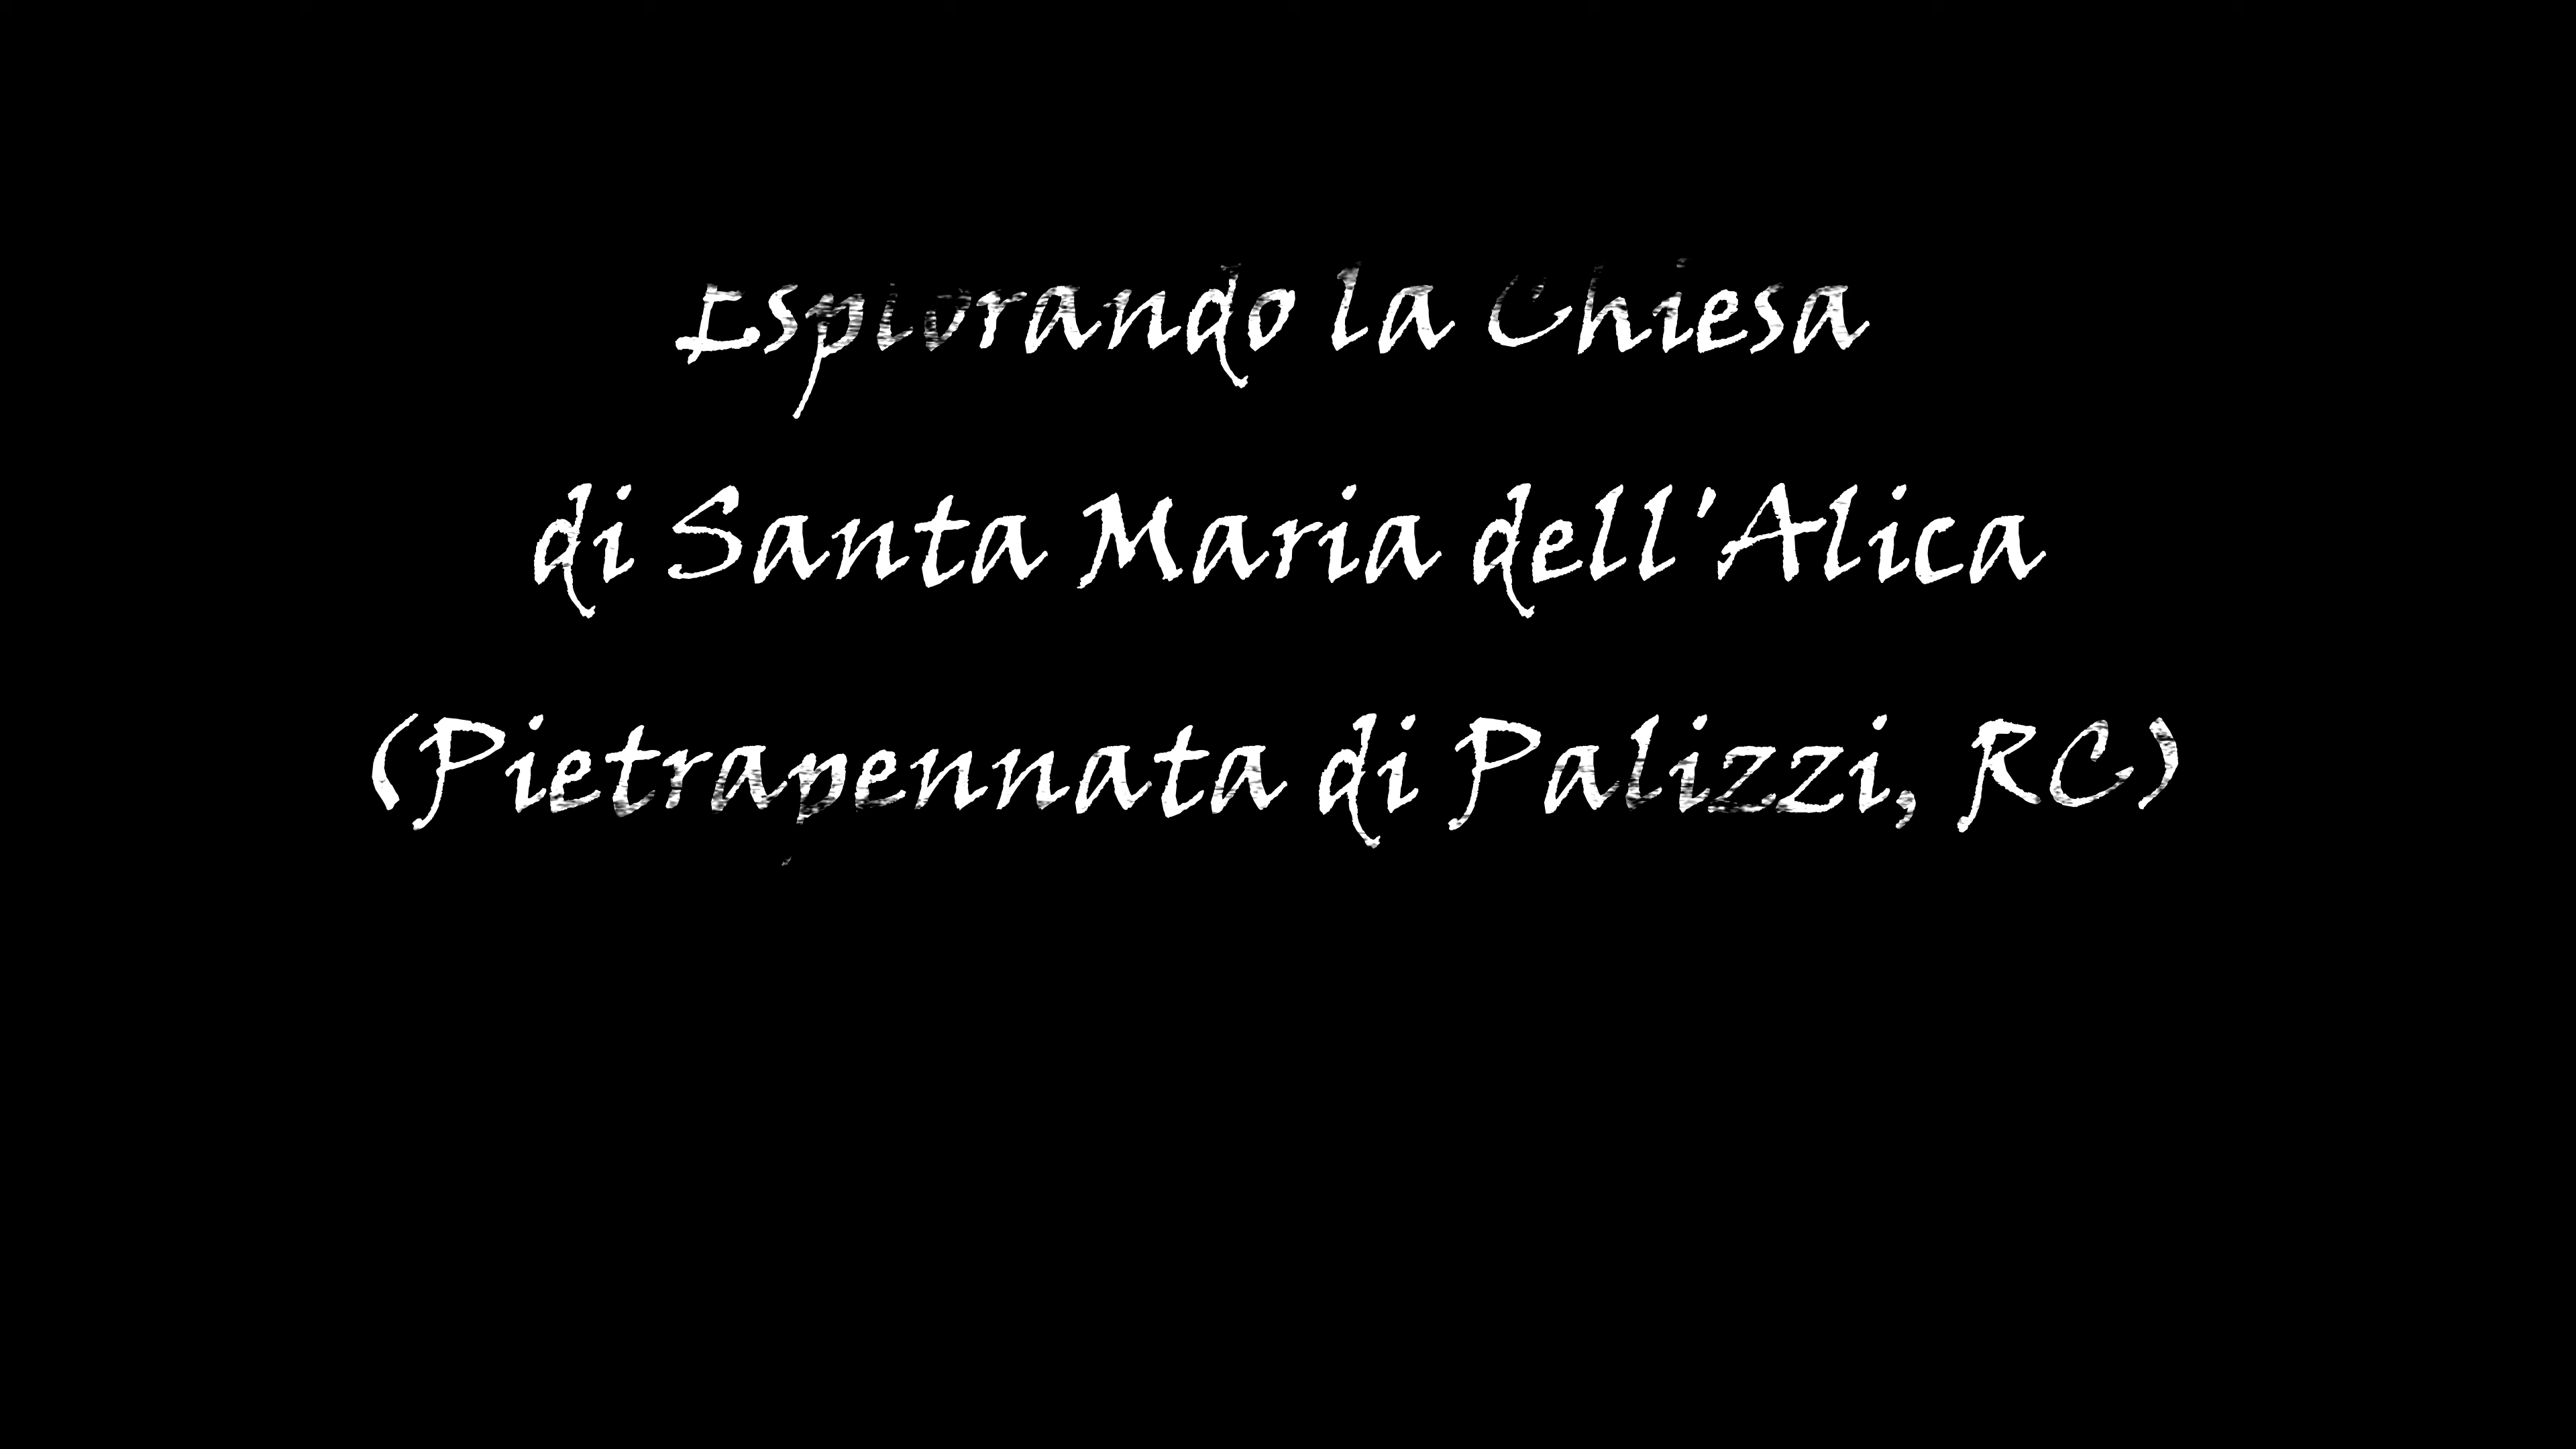 Esplorando la Chiesa
di Santa Maria dell'Alica
(Pietrapennata di Palizzi, RC)